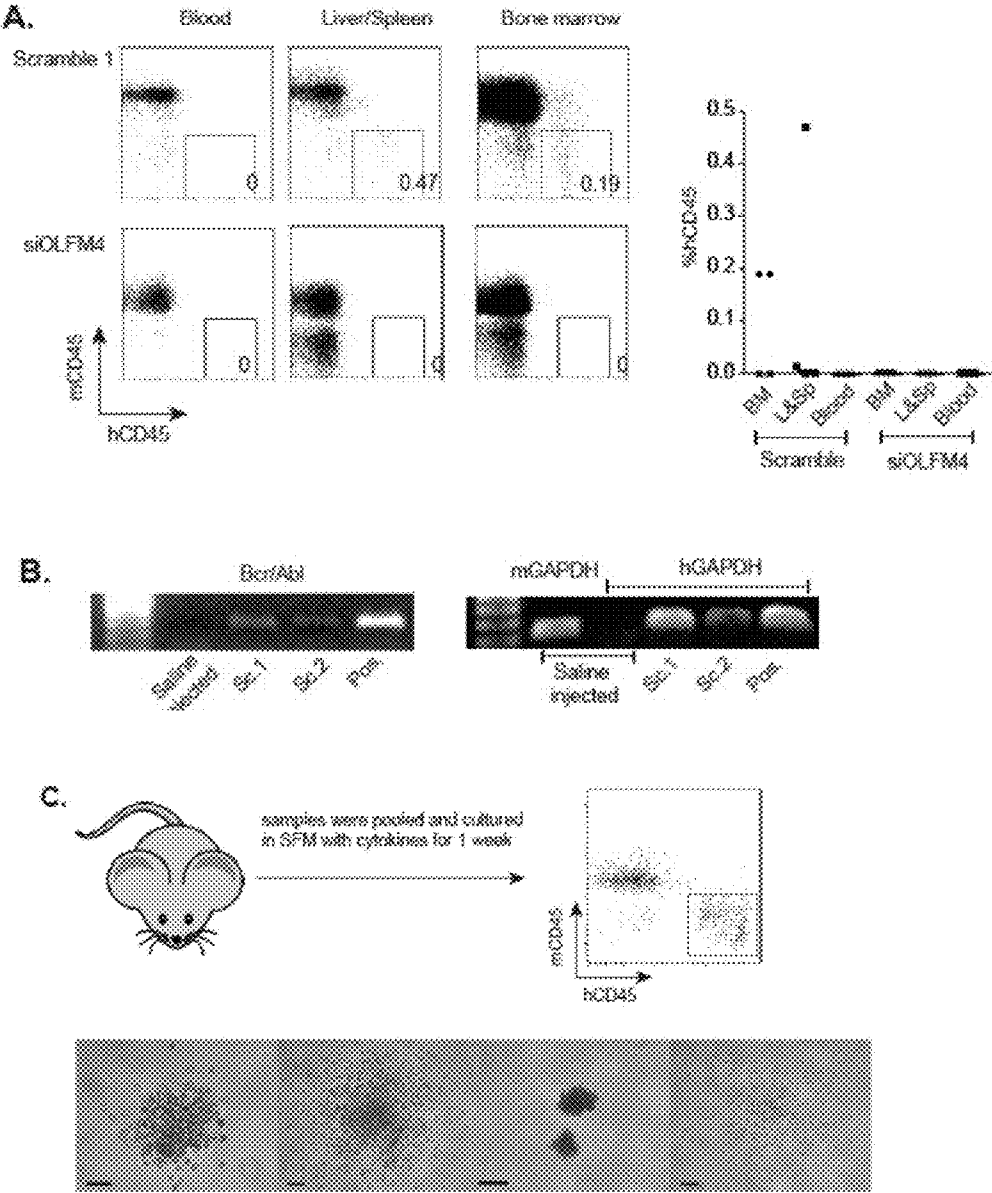 A.
Blood
Liver/Spleen
Bone marrow
Scramble 1
0
0.47
0.19
siOLFM4
0
0
0
mCD45
hCD45
%hCD45
0.5
0.4
0.3
0.2
0.1
0.0
BM
L&Sp
Blood
BM
L&Sp
Blood
Scramble
siOLFM4
B.
Bcr/Abl
Saline
injected
Sc.1
Sc.2
Pos.
mGAPDH
hGAPDH
Saline
injected
Sc.1
Sc.2
Pos.
C.
samples were pooled and cultured
in SFM with cytokines for 1 week
mCD45
hCD45